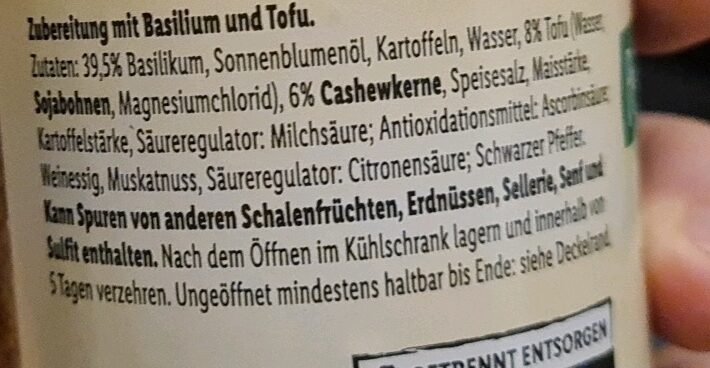 Zubereitung mit Basilium und Tofu.
Zutaten: 39,5% Basilikum, Sonnenblumenöl, Kartoffeln, Wasser, 8% Tofu (Wasser,
Sojabohnen, Magnesiumchlorid), 6% Cashewkerne, Speisesalz, Maisstärke,
Kartoffelstärke, Säureregulator: Milchsäure; Antioxidationsmittel: Ascorbinsäure;
Weinessig, Muskatnuss, Säureregulator: Citronensäure; Schwarzer Pfeffer.
Kann Spuren von anderen Schalenfrüchten, Erdnüssen, Sellerie, Senf und
Sulfit enthalten. Nach dem Öffnen im Kühlschrank lagern und innerhalb von
5 Tagen verzehren. Ungeöffnet mindestens haltbar bis Ende: siehe Deckelrand.
ENTSORGEN